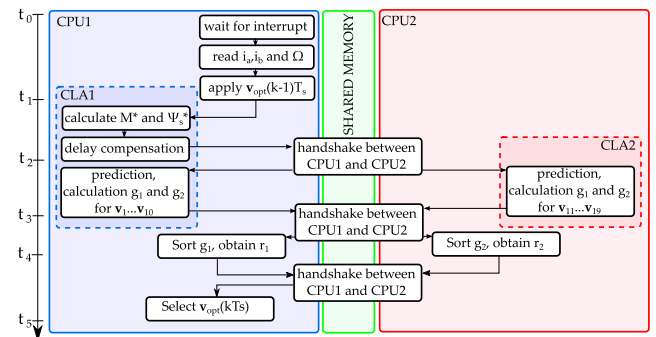 t₀
CPU1
wait for interrupt
SHARED MEMORY
CPU2
read iₐ,i_b and Ω
apply v_opt(k-1)Tₛ
t₁
CLA1
calculate M* and Ψₛ*
delay compensation
handshake between
CPU1 and CPU2
CLA2
t₂
prediction,
calculation g₁ and g₂
for v₁...v₁₀
prediction,
calculation g₁ and g₂
for v₁₁...v₁₉
t₃
handshake between
CPU1 and CPU2
Sort g₁, obtain r₁
Sort g₂, obtain r₂
t₄
handshake between
CPU1 and CPU2
Select v_opt(kTs)
t₅